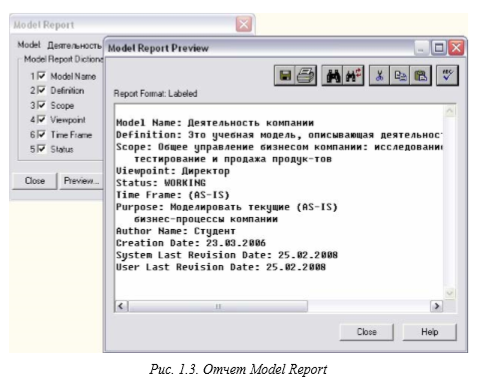 Model Report
Model Деятельность
Model Report Dictiona
1 Model Name
2 Definition
3 Scope
4 Viewpoint
6 Time Frame
5 Status
Close Preview...
Model Report Preview
Report Format: Labeled
Model Name: Деятельность компании
Definition: Это учебная модель, описывающая деятельнос
Scope: Общее управление бизнесом компании: исследовани
тестирование и продажа продук-тов
Viewpoint: Директор
Status: WORKING
Time Frame: (AS-IS)
Purpose: Моделировать текущие (AS-IS)
бизнес-процессы компании
Author Name: Студент
Creation Date: 23.03.2006
System Last Revision Date: 25.02.2008
User Last Revision Date: 25.02.2008
Close Help
Рис. 1.3. Отчет Model Report